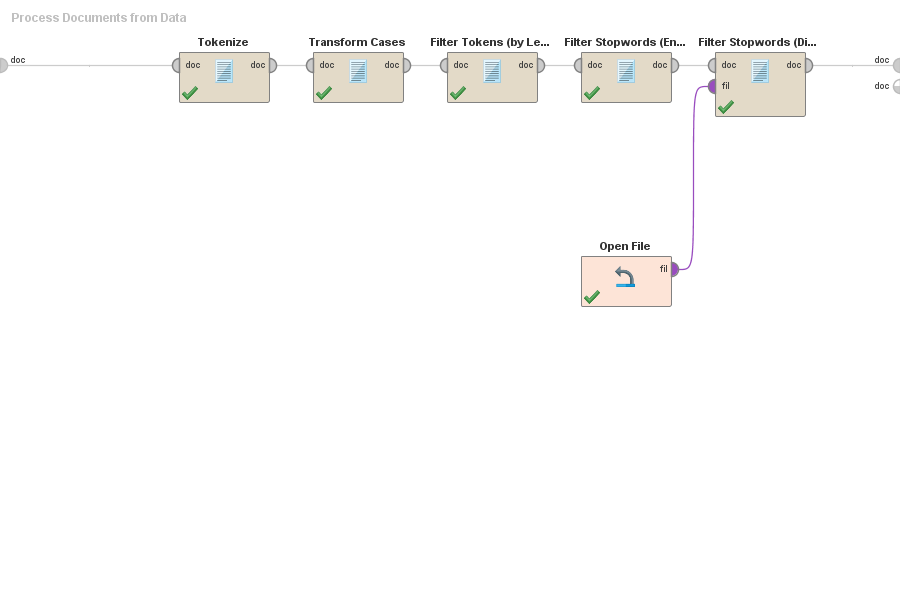 Process Documents from Data
Tokenize Transform Cases Filter Tokens (by Le... Filter Stopwords (En... Filter Stopwords (Di...
doc doc doc doc doc doc doc doc doc doc doc doc
fil doc
Open File
fil